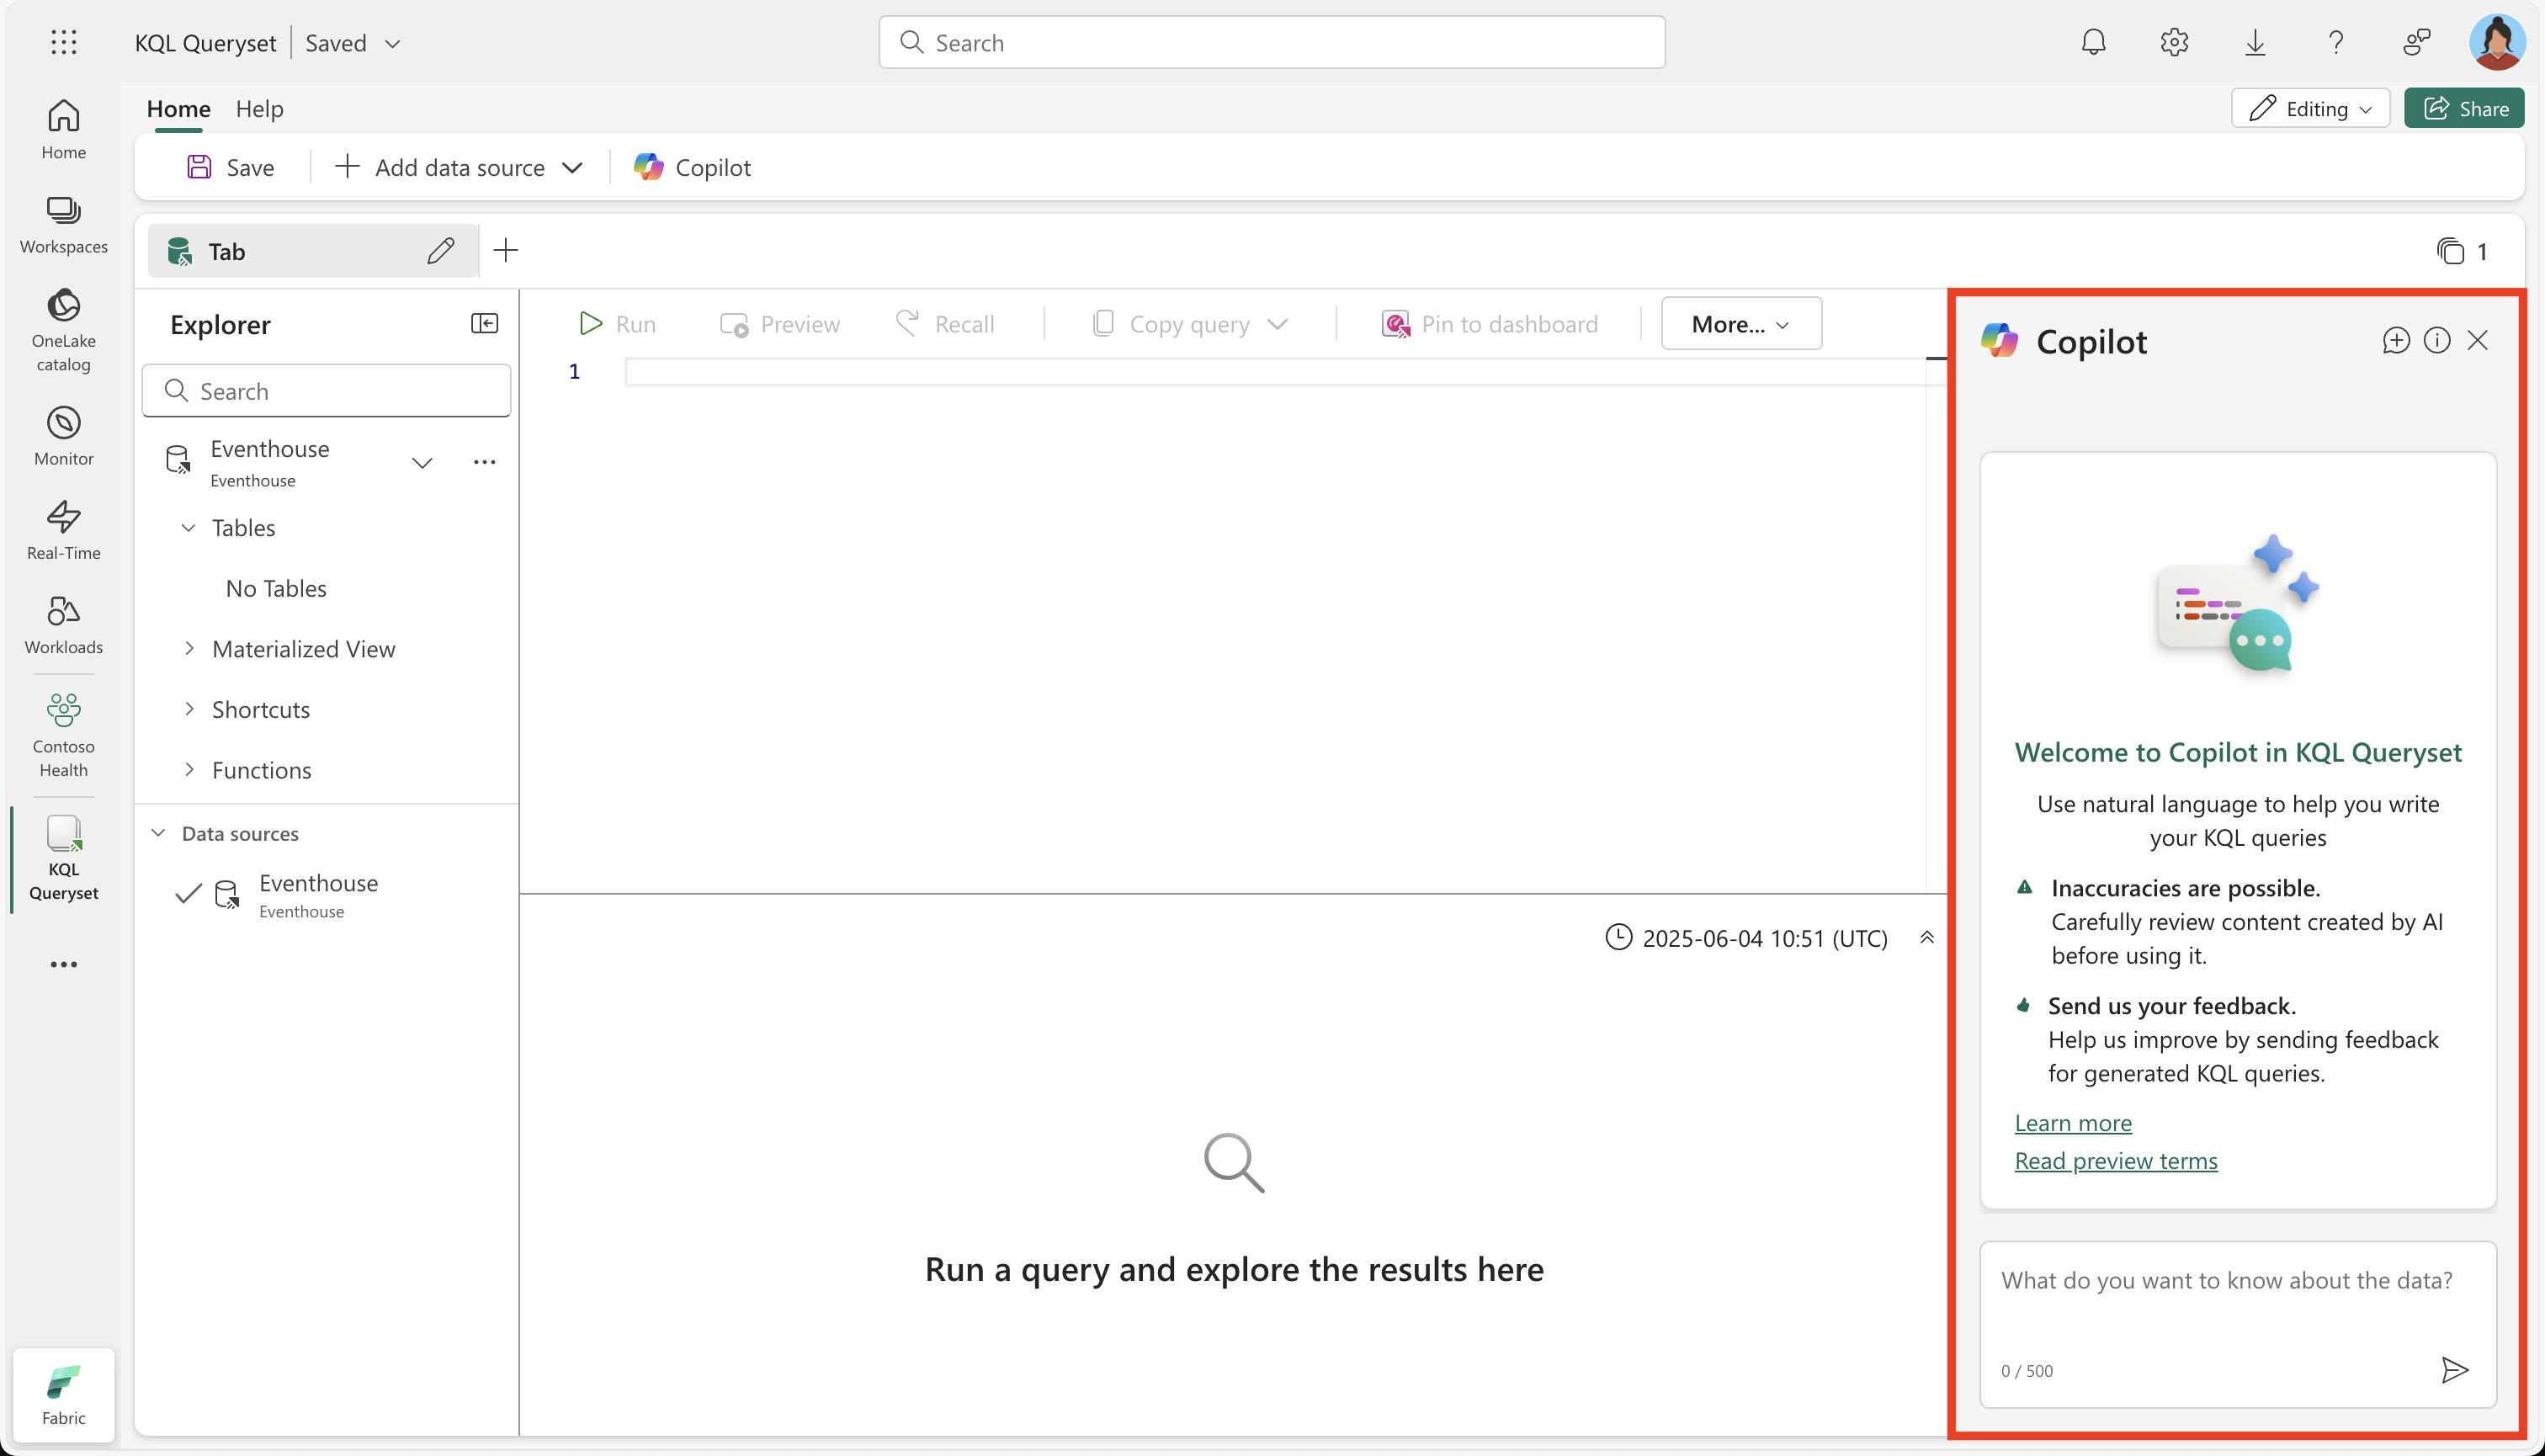 KQL Queryset
Saved
Search
Home
Help
Editing
Share
Save
Add data source
Copilot
Home
Workspaces
OneLake
catalog
Monitor
Real-Time
Workloads
Contoso
Health
KQL
Queryset
Fabric
Tab
1
Explorer
Search
Eventhouse
Eventhouse
Tables
No Tables
Materialized View
Shortcuts
Functions
Data sources
Eventhouse
Eventhouse
Run
Preview
Recall
Copy query
Pin to dashboard
More...
1
2025-06-04 10:51 (UTC)
Run a query and explore the results here
Copilot
Welcome to Copilot in KQL Queryset
Use natural language to help you write
your KQL queries
Inaccuracies are possible.
Carefully review content created by AI
before using it.
Send us your feedback.
Help us improve by sending feedback
for generated KQL queries.
Learn more
Read preview terms
What do you want to know about the data?
0 / 500